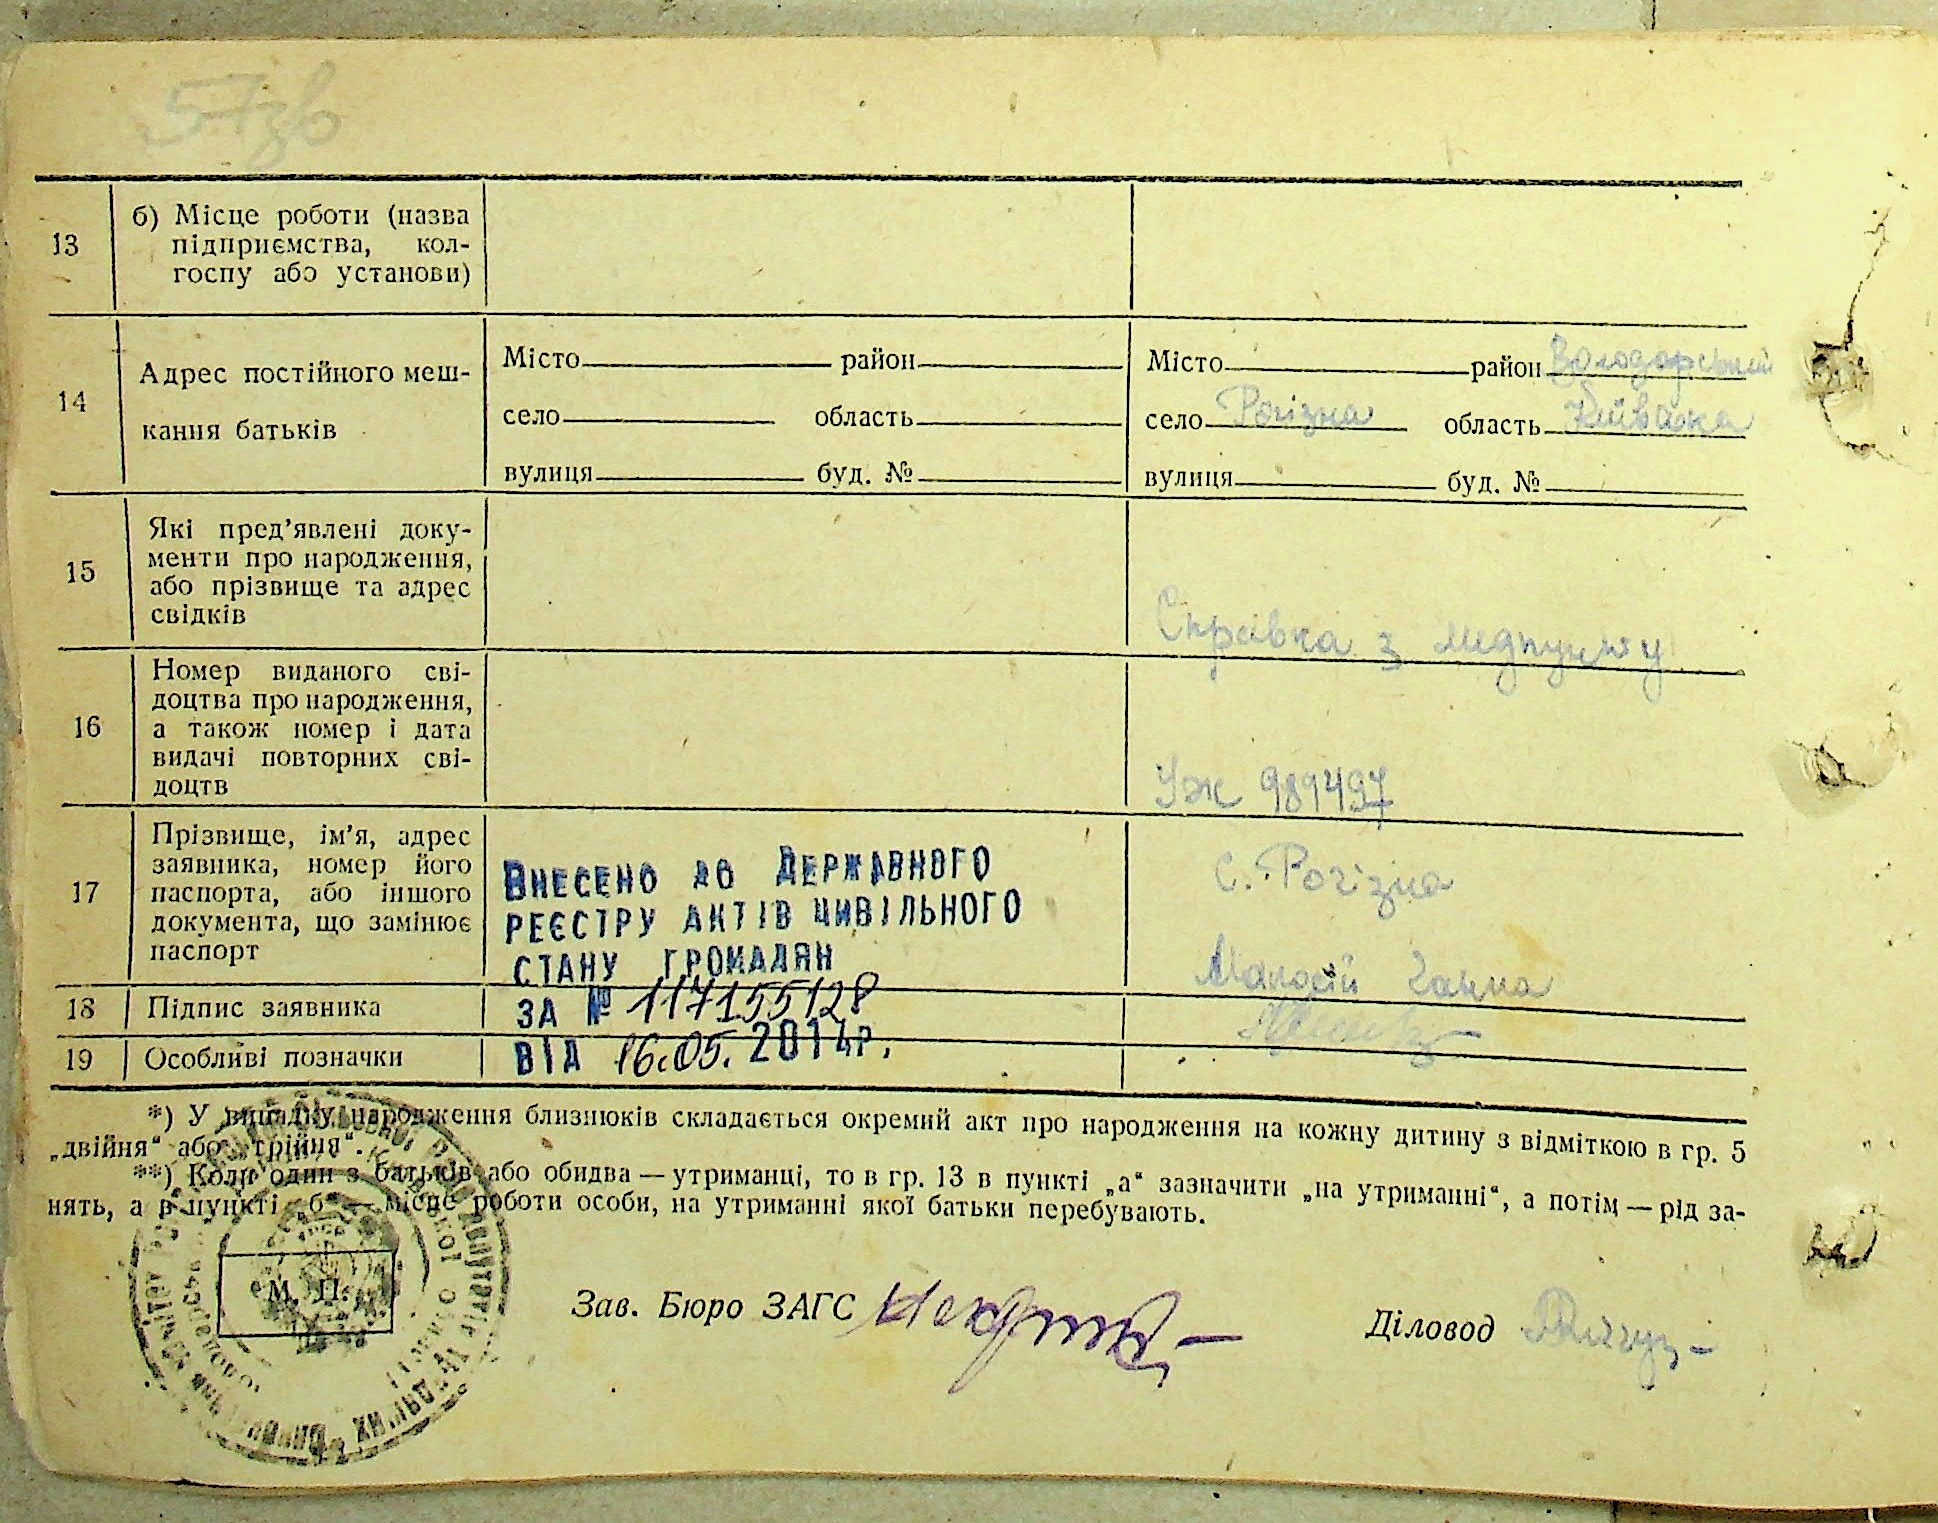 57зв
13
б) Місце роботи (назва
підприємства, кол-
госпу або установи)
14
Адрес постійного меш-
кання батьків
Місто район
село область
вулиця буд. №
Місто район Володарський
село Рогізна область Київська
вулиця буд. №
15
Які пред'явлені доку-
менти про народження,
або прізвище та адрес
свідків
Справка з медпункту
16
Номер виданого сві-
доцтва про народження,
а також номер і дата
видачі повторних сві-
доцтв
Уж 989497
17
Прізвище, ім'я, адрес
заявника, номер його
паспорта, або іншого
документа, що замінює
паспорт
ВНЕСЕНО ДО ДЕРЖАВНОГО
РЕЄСТРУ АКТІВ ЦИВІЛЬНОГО
СТАНУ ГРОМАДЯН
ЗА № 117155128
ВІД 16.05. 2014р.
с. Рогізна
Ганна
18
Підпис заявника
19
Особливі позначки
*) У випадку народження близнюків складається окремий акт про народження на кожну дитину з відміткою в гр. 5
„двійня“ або „трійня“.
**) Коли один з батьків або обидва — утриманці, то в гр. 13 в пункті „а“ зазначити „на утриманні“, а потім — рід за-
нять, а в пункті „б“ — місце роботи особи, на утриманні якої батьки перебувають.
М. П.
Зав. Бюро ЗАГС
Діловод